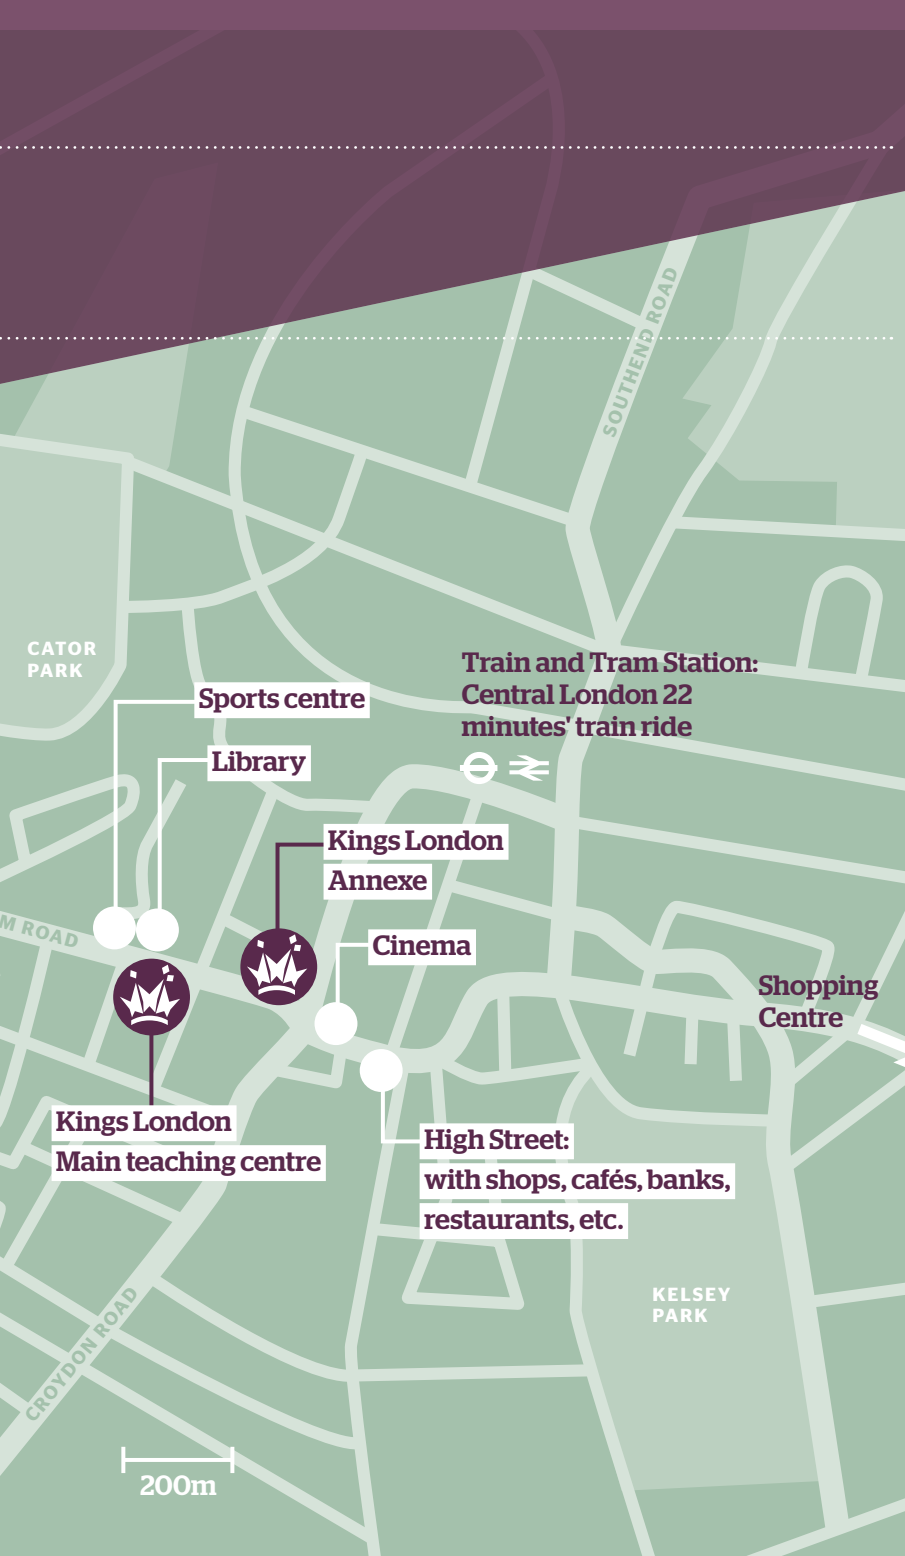 SOUTHEND ROAD
CATOR
PARK
Train and Tram Station:
Central London 22
minutes' train ride
Sports centre
Library
Kings London
Annexe
M ROAD
Cinema
Shopping
Centre
Kings London
Main teaching centre
High Street:
with shops, cafés, banks,
restaurants, etc.
KELSEY
PARK
CROYDON ROAD
200m